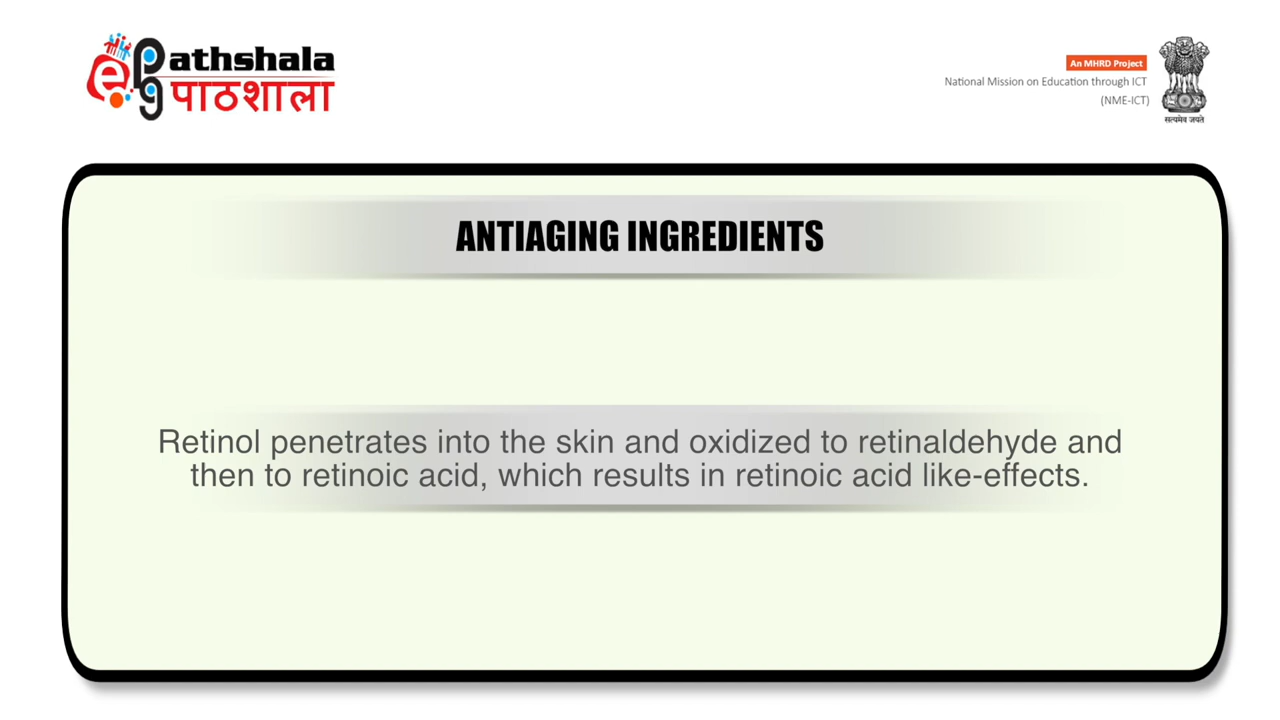 e pg Pathshala
पाठशाला
An MHRD Project
National Mission on Education through ICT
(NME-ICT)
सत्यमेव जयते
ANTIAGING INGREDIENTS
Retinol penetrates into the skin and oxidized to retinaldehyde and
then to retinoic acid, which results in retinoic acid like-effects.